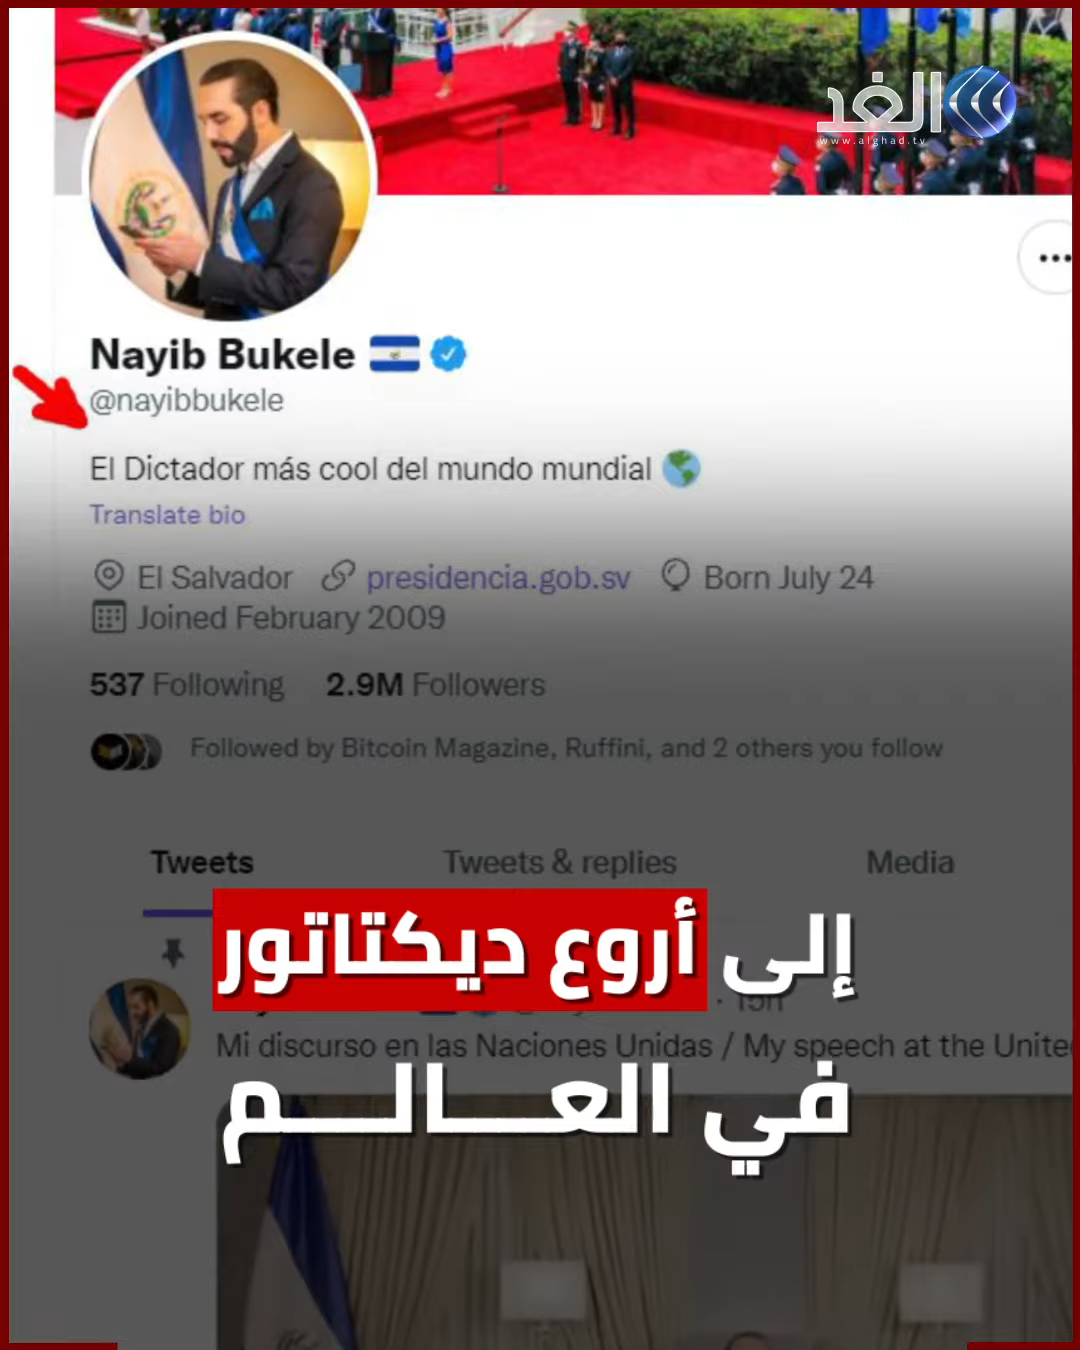 الغد
www.alghad.tv
Nayib Bukele
@nayibbukele
El Dictador más cool del mundo mundial
Translate bio
El Salvador presidencia.gob.sv Born July 24
Joined February 2009
537 Following 2.9M Followers
Followed by Bitcoin Magazine, Ruffini, and 2 others you follow
Tweets Tweets & replies Media
إلى أروع ديكتاتور
· 15h
Mi discurso en las Naciones Unidas / My speech at the Unite
في العـــالــــم